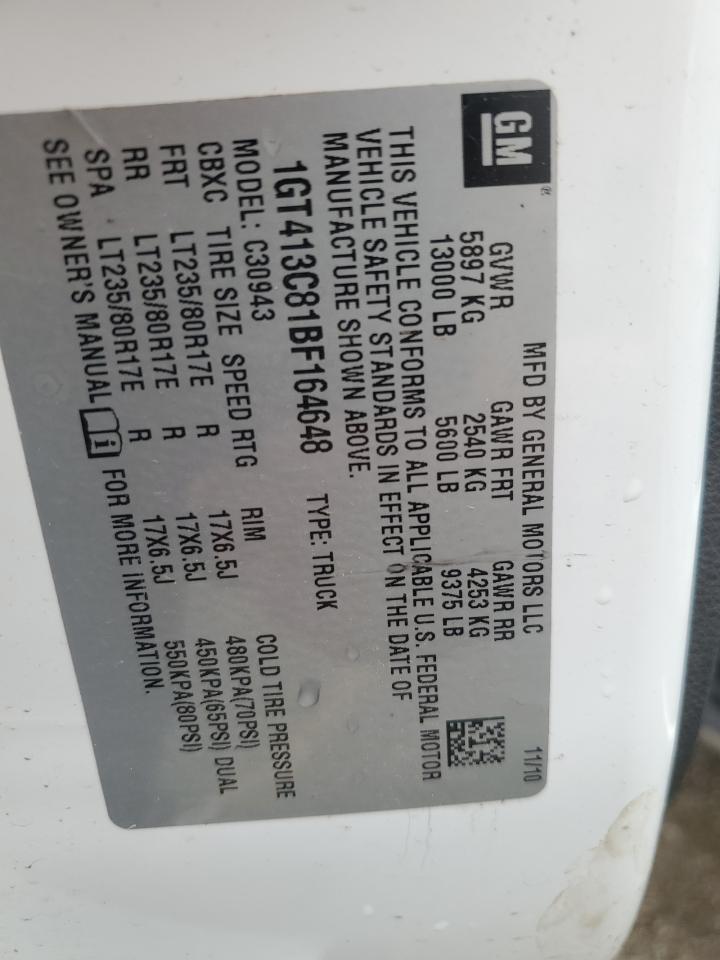 GM
®
MFD BY GENERAL MOTORS LLC 11/10
GVWR GAWR FRT GAWR RR
5897 KG 2540 KG 4253 KG
13000 LB 5600 LB 9375 LB
THIS VEHICLE CONFORMS TO ALL APPLICABLE U.S. FEDERAL MOTOR
VEHICLE SAFETY STANDARDS IN EFFECT ON THE DATE OF
MANUFACTURE SHOWN ABOVE.
1GT413C81BF164648 TYPE: TRUCK
MODEL: C30943
CBXC TIRE SIZE SPEED RTG RIM COLD TIRE PRESSURE
FRT LT235/80R17E R 17X6.5J 480KPA(70PSI)
RR LT235/80R17E R 17X6.5J 450KPA(65PSI) DUAL
SPA LT235/80R17E R 17X6.5J 550KPA(80PSI)
SEE OWNER'S MANUAL i FOR MORE INFORMATION.